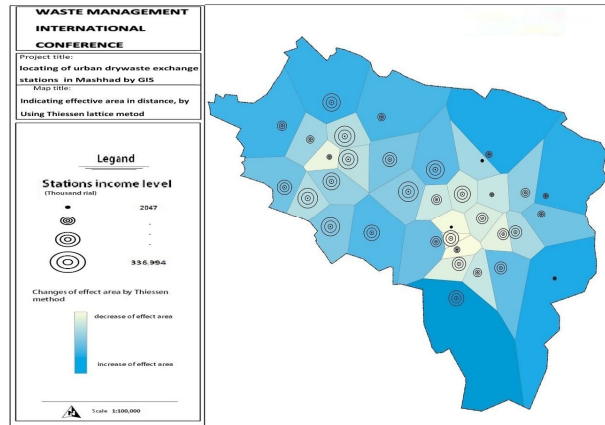 WASTE MANAGEMENT
INTERNATIONAL
CONFERENCE
Project title:
locating of urban drywaste exchange
stations in Mashhad by GIS
Map title:
Indicating effective area in distance, by
Using Thiessen lattice metod
Legand
Stations income level
(Thousand rial)
2047
-
-
336.994
Changes of effect area by Thiessen
method
decrease of effect area
increase of effect area
Scale 1:100,000